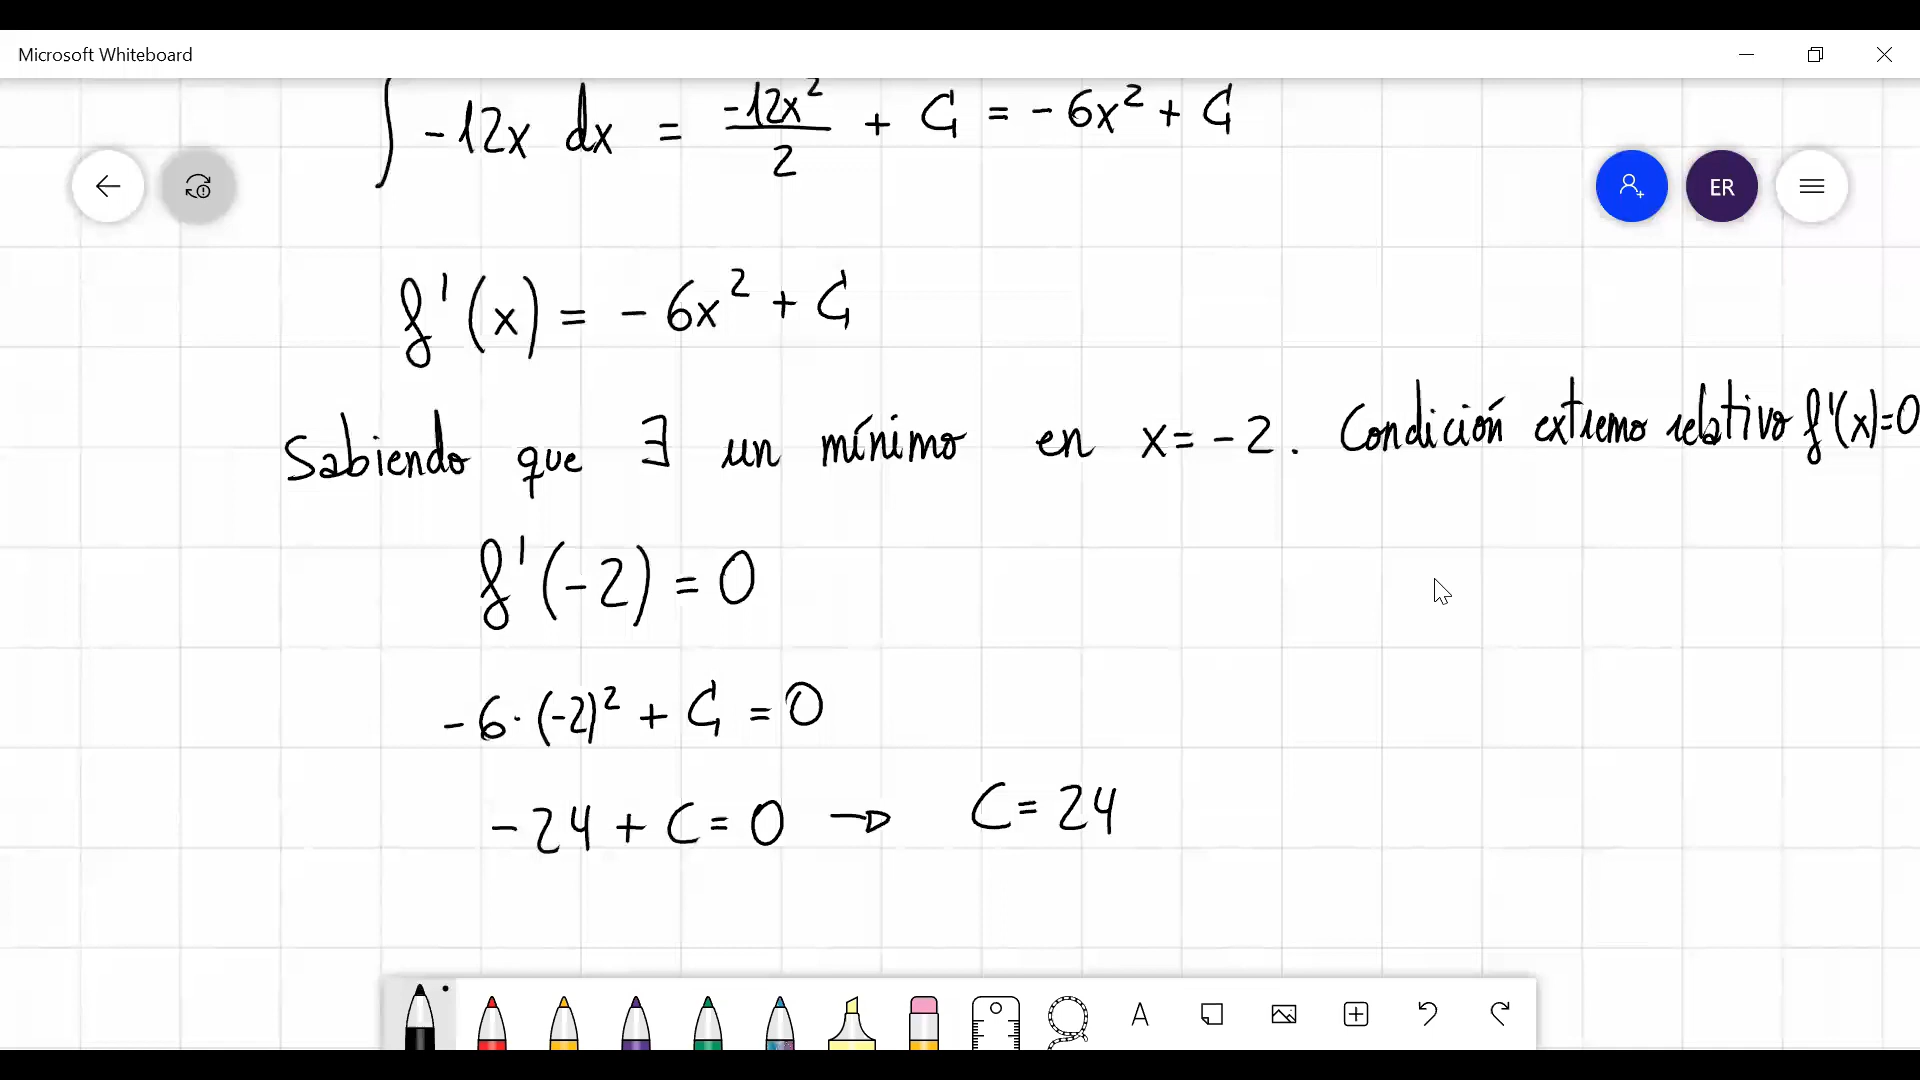 Microsoft Whiteboard
∫ -12x dx = -12x²/2 + C₁ = -6x² + C₁
ER
f'(x) = -6x² + C₁
Sabiendo que ∃ un mínimo en x = -2. Condición extremo relativo f'(x)=0
f'(-2) = 0
-6·(-2)² + C₁ = 0
-24 + C = 0 → C = 24
A